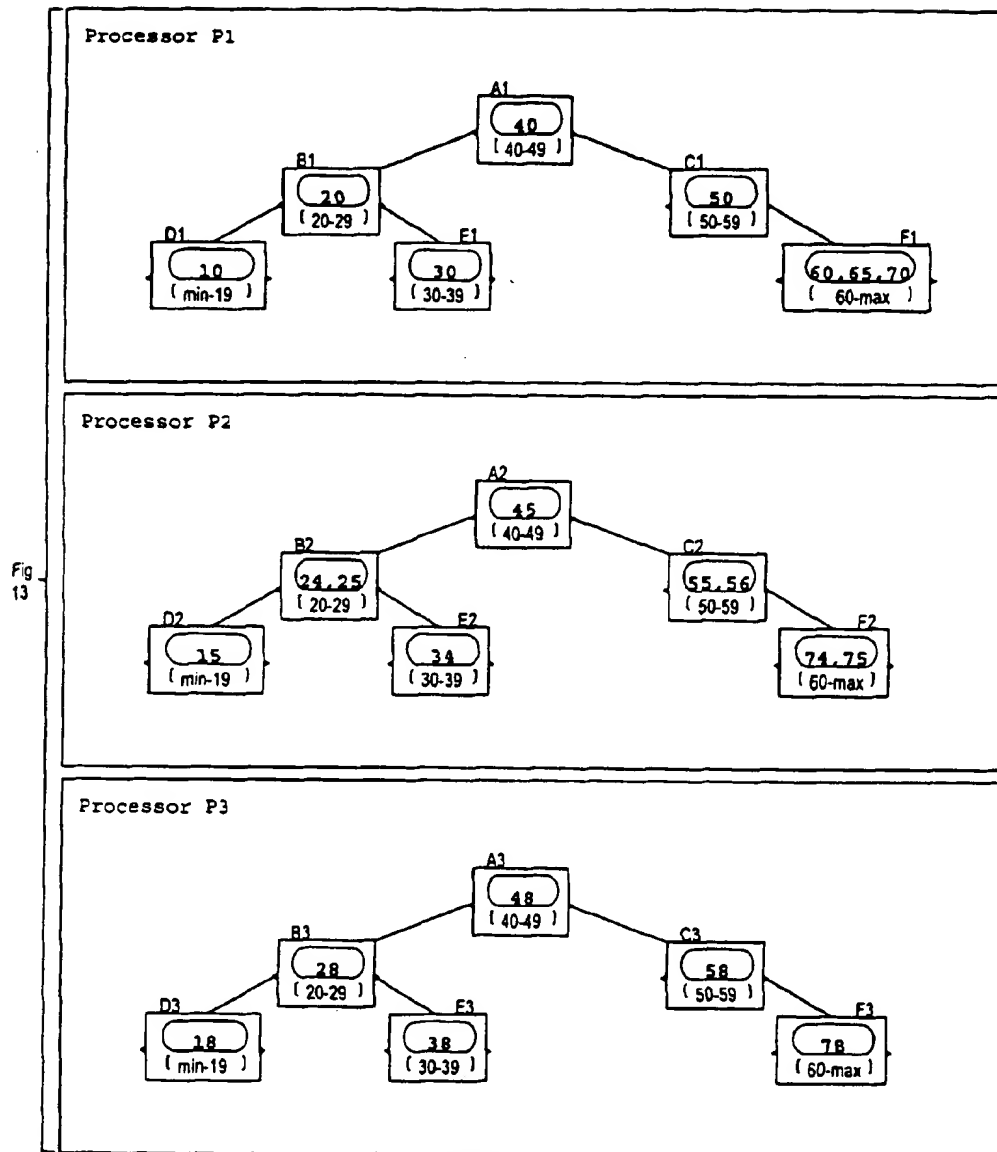 Processor P1
A1
40
( 40-49 )
B1
20
( 20-29 )
C1
50
( 50-59 )
D1
10
( min-19 )
E1
30
( 30-39 )
F1
60,65,70
( 60-max )
Processor P2
A2
45
( 40-49 )
Fig
13
B2
24,25
( 20-29 )
C2
55,56
( 50-59 )
D2
15
( min-19 )
E2
34
( 30-39 )
F2
74,75
( 60-max )
Processor P3
A3
48
( 40-49 )
B3
28
( 20-29 )
C3
58
( 50-59 )
D3
18
( min-19 )
E3
38
( 30-39 )
F3
78
( 60-max )